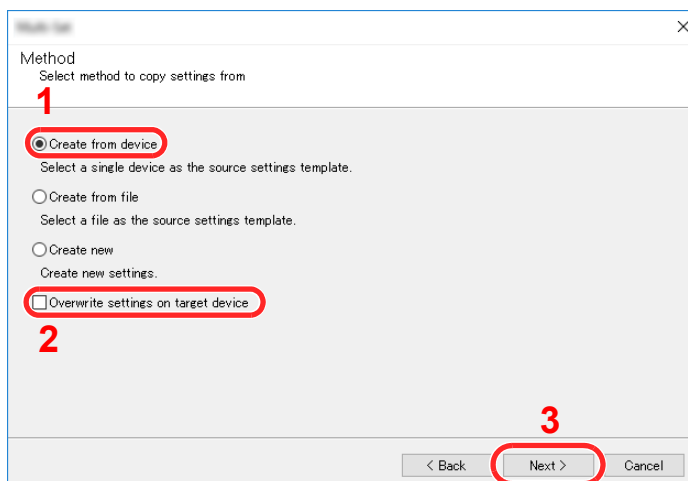 Method
Select method to copy settings from
1
Create from device
Select a single device as the source settings template.
Create from file
Select a file as the source settings template.
Create new
Create new settings.
Overwrite settings on target device
2
3
< Back Next > Cancel